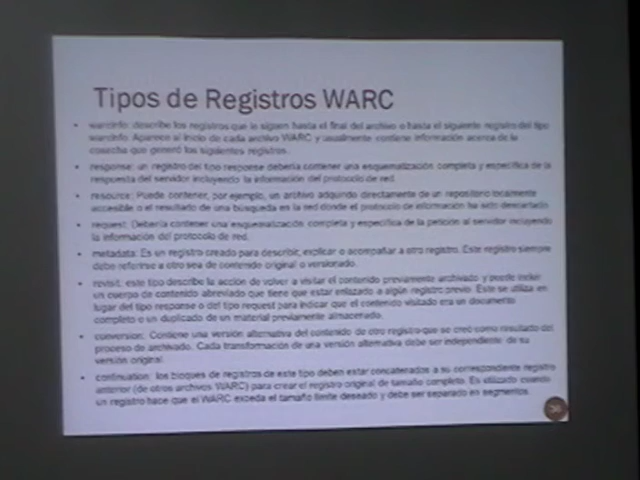 Tipos de Registros WARC
• warcinfo: describe los registros que le siguen hasta el final del archivo o hasta el siguiente registro del tipo
warcinfo. Aparece al inicio de cada archivo WARC y usualmente contiene información acerca de la
cosecha que generó los siguientes registros.
• response: un registro del tipo response debería contener una esquematización completa y específica de la
respuesta del servidor incluyendo la información del protocolo de red.
• resource: Puede contener, por ejemplo, un archivo adquirido directamente de un repositorio localmente
accesible o el resultado de una búsqueda en la red donde el protocolo de información ha sido descartado.
• request: Debería contener una esquematización completa y específica de la petición al servidor incluyendo
la información del protocolo de red.
• metadata: Es un registro creado para describir, explicar o acompañar a otro registro. Este registro siempre
debe referirse a otro sea de contenido original o versionado.
• revisit: este tipo describe la acción de volver a visitar el contenido previamente archivado y puede incluir
un cuerpo de contenido abreviado que tiene que estar enlazado a algún registro previo. Este se utiliza en
lugar del tipo response o del tipo request para indicar que el contenido visitado era un documento
completo o un duplicado de un material previamente almacenado.
• conversion: Contiene una versión alternativa del contenido de otro registro que se creó como resultado del
proceso de archivado. Cada transformación de una versión alternativa debe ser independiente de su
versión original.
• continuation: los bloques de registros de este tipo deben estar concatenados a su correspondiente registro
anterior (de otros archivos WARC) para crear el registro original de tamaño completo. Es utilizado cuando
un registro hace que el WARC exceda el tamaño límite deseado y debe ser separado en segmentos.